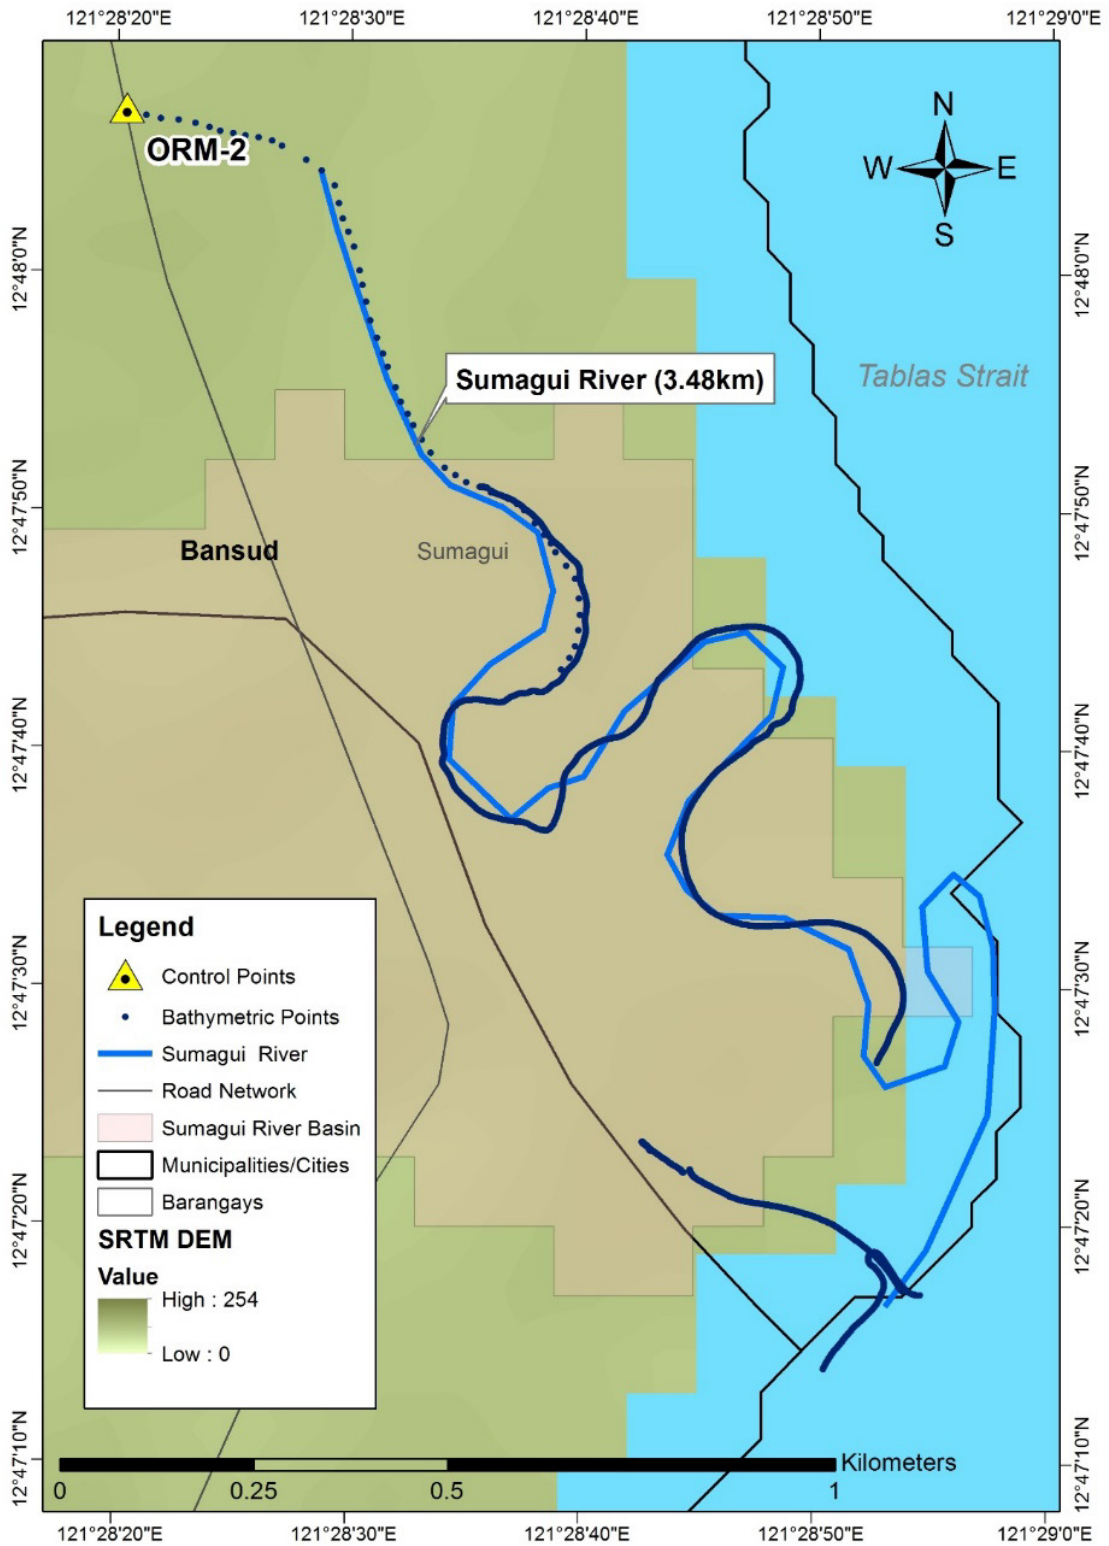 121°28'20"E
121°28'30"E
121°28'40"E
121°28'50"E
121°29'0"E
N
W E
S
ORM-2
12°48'0"N
12°48'0"N
Sumagui River (3.48km)
Tablas Strait
12°47'50"N
12°47'50"N
Bansud
Sumagui
12°47'40"N
12°47'40"N
12°47'30"N
12°47'30"N
12°47'20"N
12°47'20"N
12°47'10"N
12°47'10"N
Legend
Control Points
Bathymetric Points
Sumagui River
Road Network
Sumagui River Basin
Municipalities/Cities
Barangays
SRTM DEM
Value
High : 254
Low : 0
Kilometers
0 0.25 0.5 1
121°28'20"E
121°28'30"E
121°28'40"E
121°28'50"E
121°29'0"E